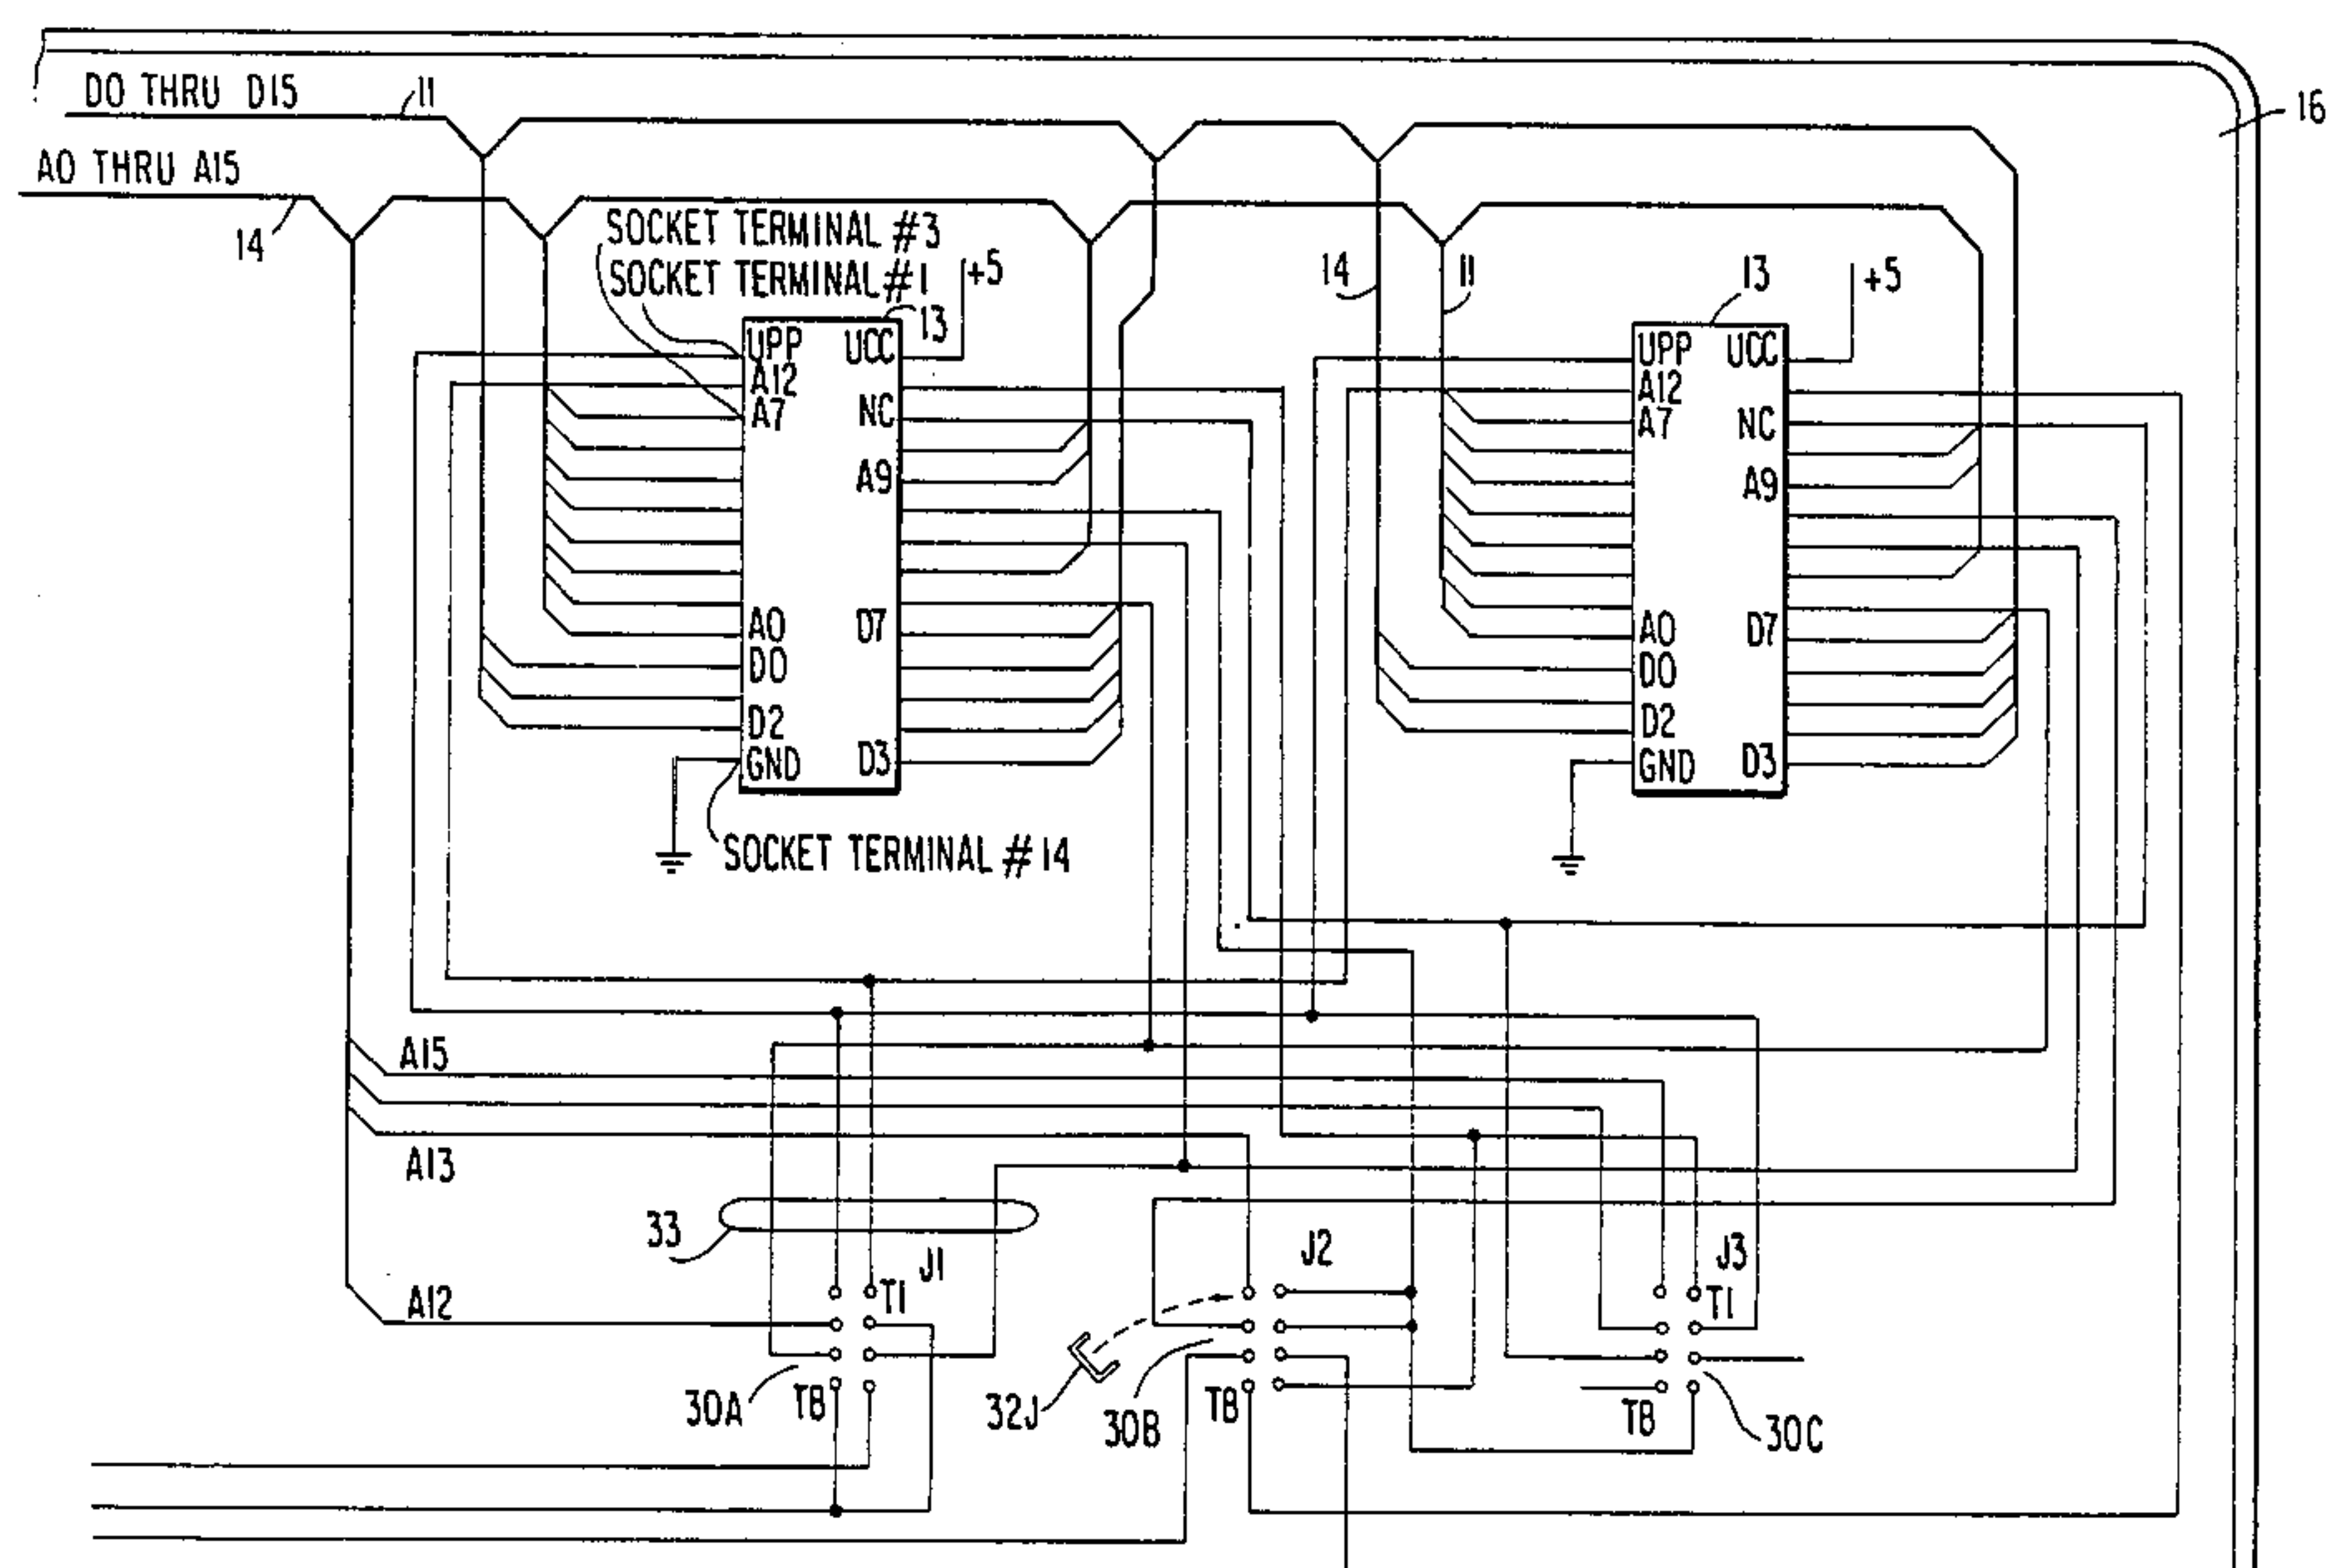 DO THRU D15
11
16
AO THRU A15
14
SOCKET TERMINAL #3
SOCKET TERMINAL #1
+5
14
11
13
+5
13
UPP UCC
A12
A7 NC
A9
AO D7
DO
D2
GND D3
UPP UCC
A12
A7 NC
A9
AO D7
DO
D2
GND D3
SOCKET TERMINAL #14
A15
A13
33
J1
J2
J3
A12
T1
T1
30A
T8
32J
30B
T8
T8
30C